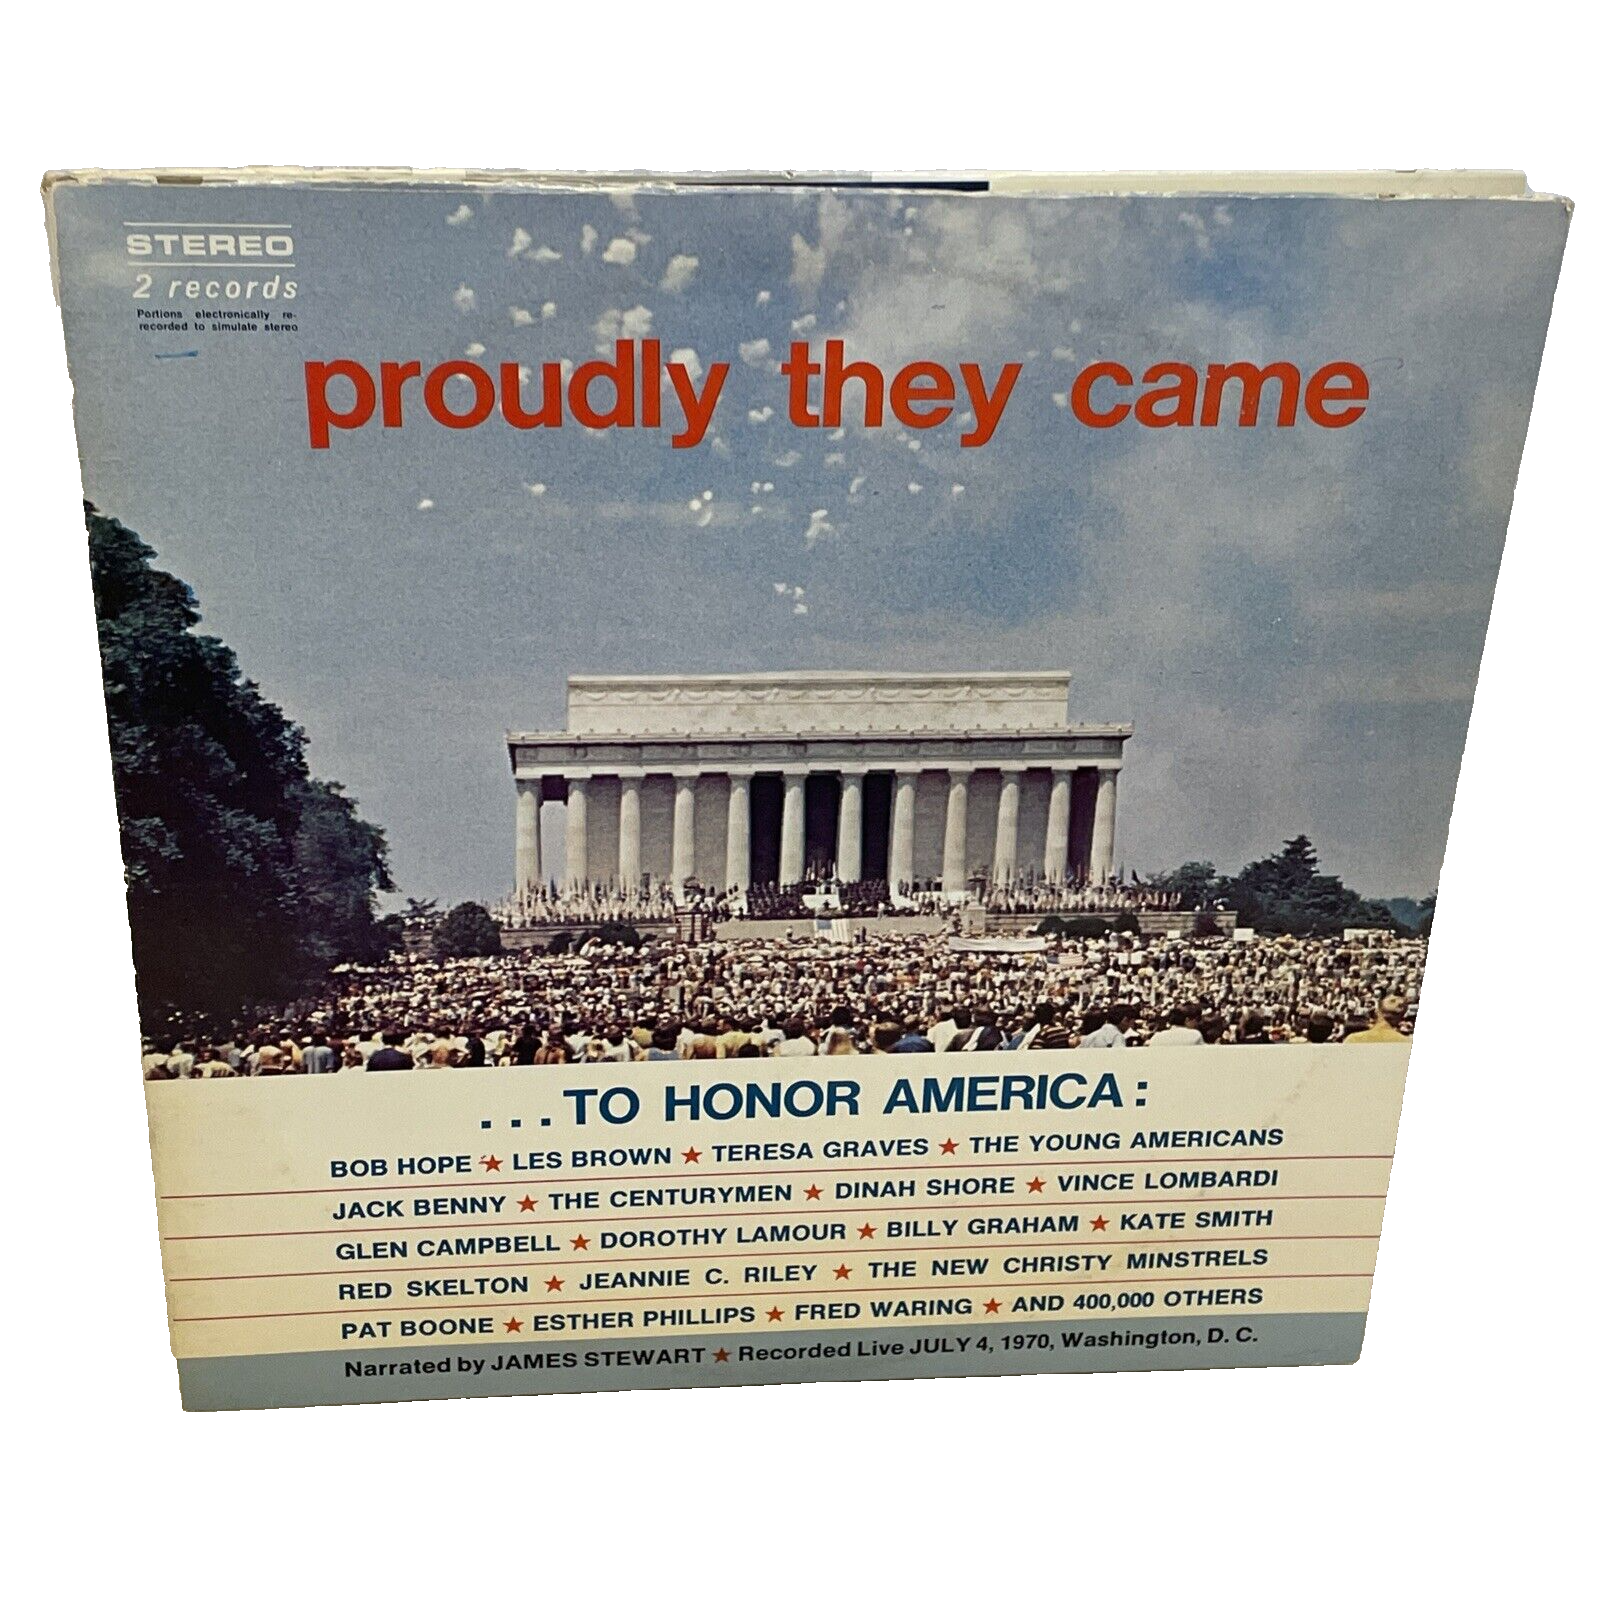 STEREO
2 records
Portions electronically re-
recorded to simulate stereo
proudly they came
...TO HONOR AMERICA:
BOB HOPE ★ LES BROWN ★ TERESA GRAVES ★ THE YOUNG AMERICANS
JACK BENNY ★ THE CENTURYMEN ★ DINAH SHORE ★ VINCE LOMBARDI
GLEN CAMPBELL ★ DOROTHY LAMOUR ★ BILLY GRAHAM ★ KATE SMITH
RED SKELTON ★ JEANNIE C. RILEY ★ THE NEW CHRISTY MINSTRELS
PAT BOONE ★ ESTHER PHILLIPS ★ FRED WARING ★ AND 400,000 OTHERS
Narrated by JAMES STEWART ★ Recorded Live JULY 4, 1970, Washington, D. C.